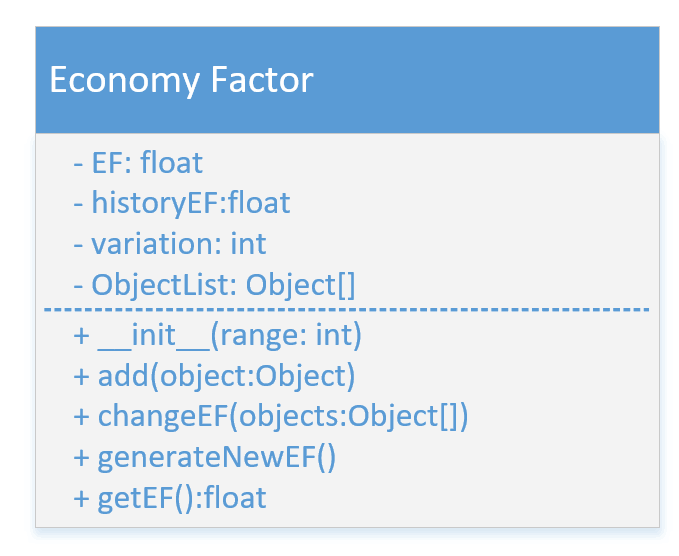 Economy Factor
- EF: float
- historyEF:float
- variation: int
- ObjectList: Object[]
+ __init__(range: int)
+ add(object:Object)
+ changeEF(objects:Object[])
+ generateNewEF()
+ getEF():float